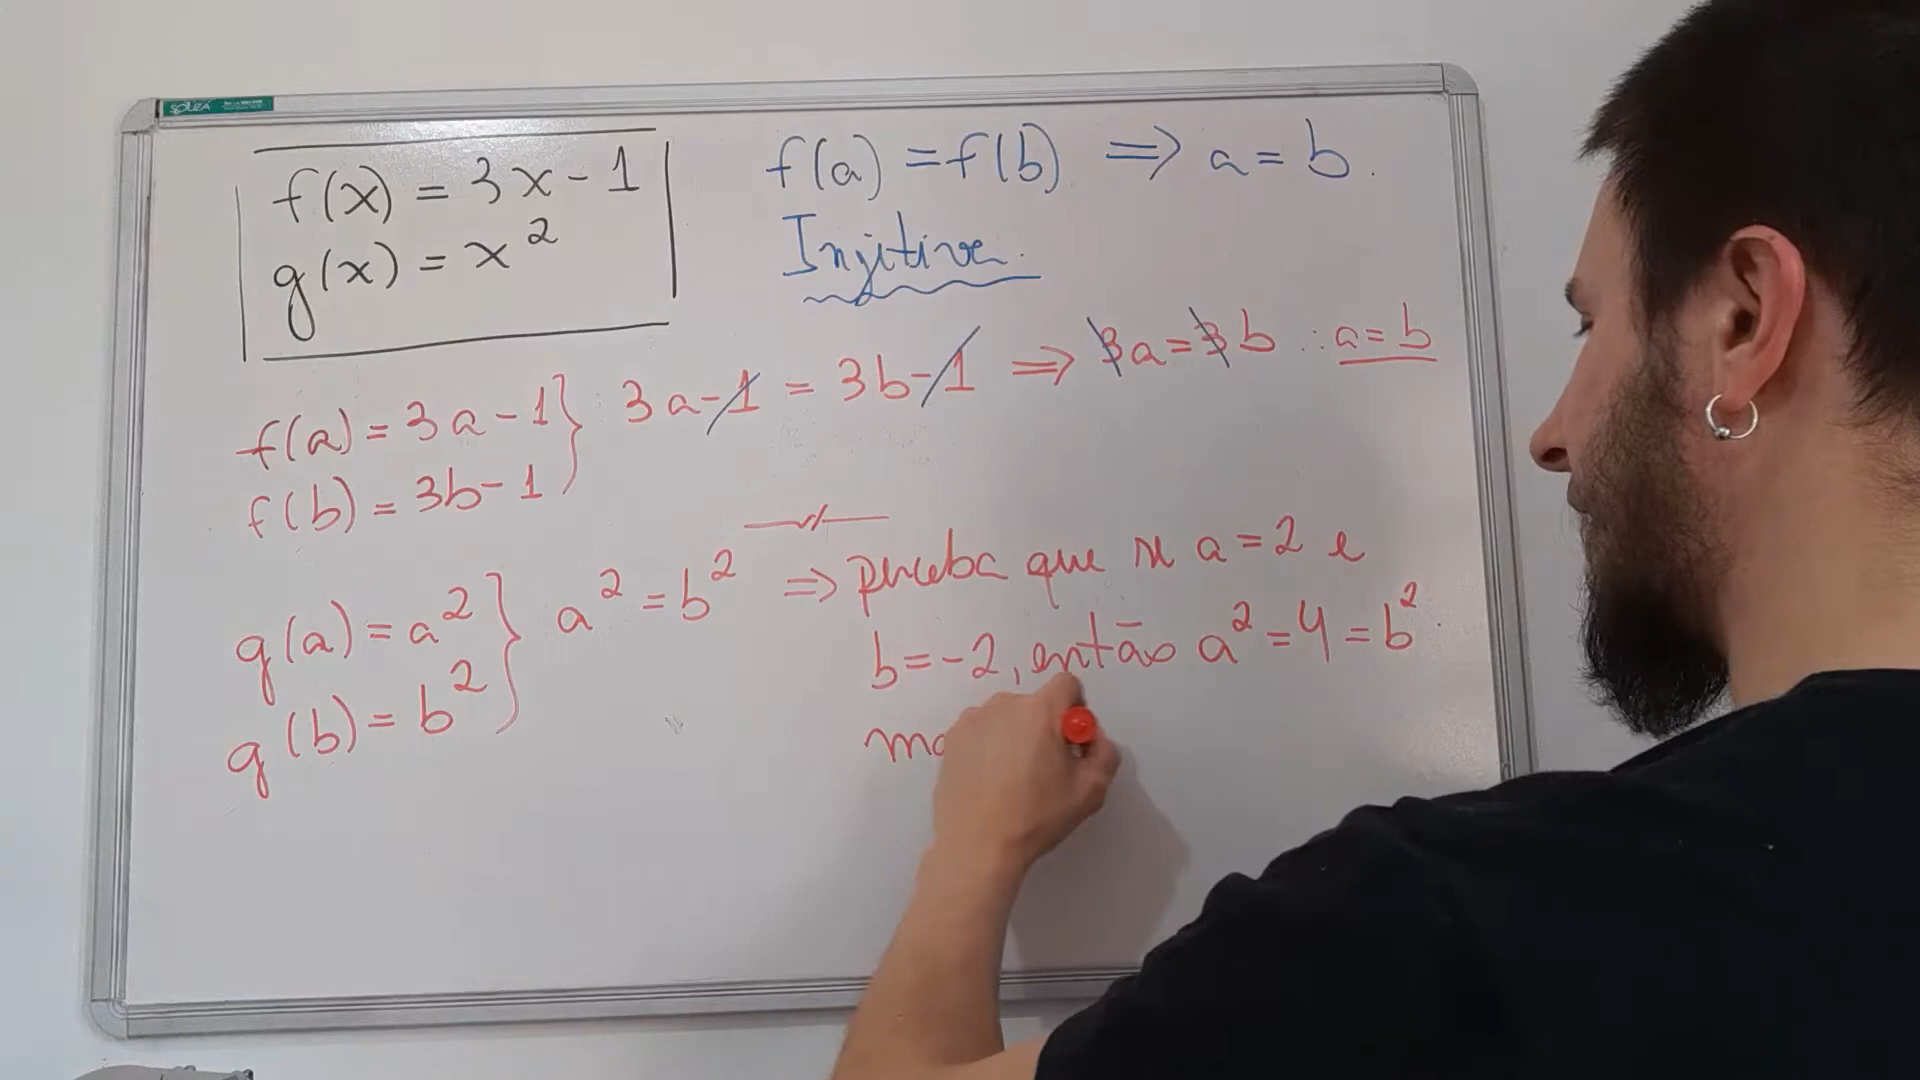 SOUZA
f(x) = 3x - 1
g(x) = x²
f(a) = f(b) ⇒ a = b.
Injetiva.
f(a) = 3a - 1 } 3a - 1 = 3b - 1 ⇒ 3a = 3b ∴ a = b
f(b) = 3b - 1
g(a) = a² } a² = b² ⇒ perceba que se a = 2 e
g(b) = b²
b = -2, então a² = 4 = b²